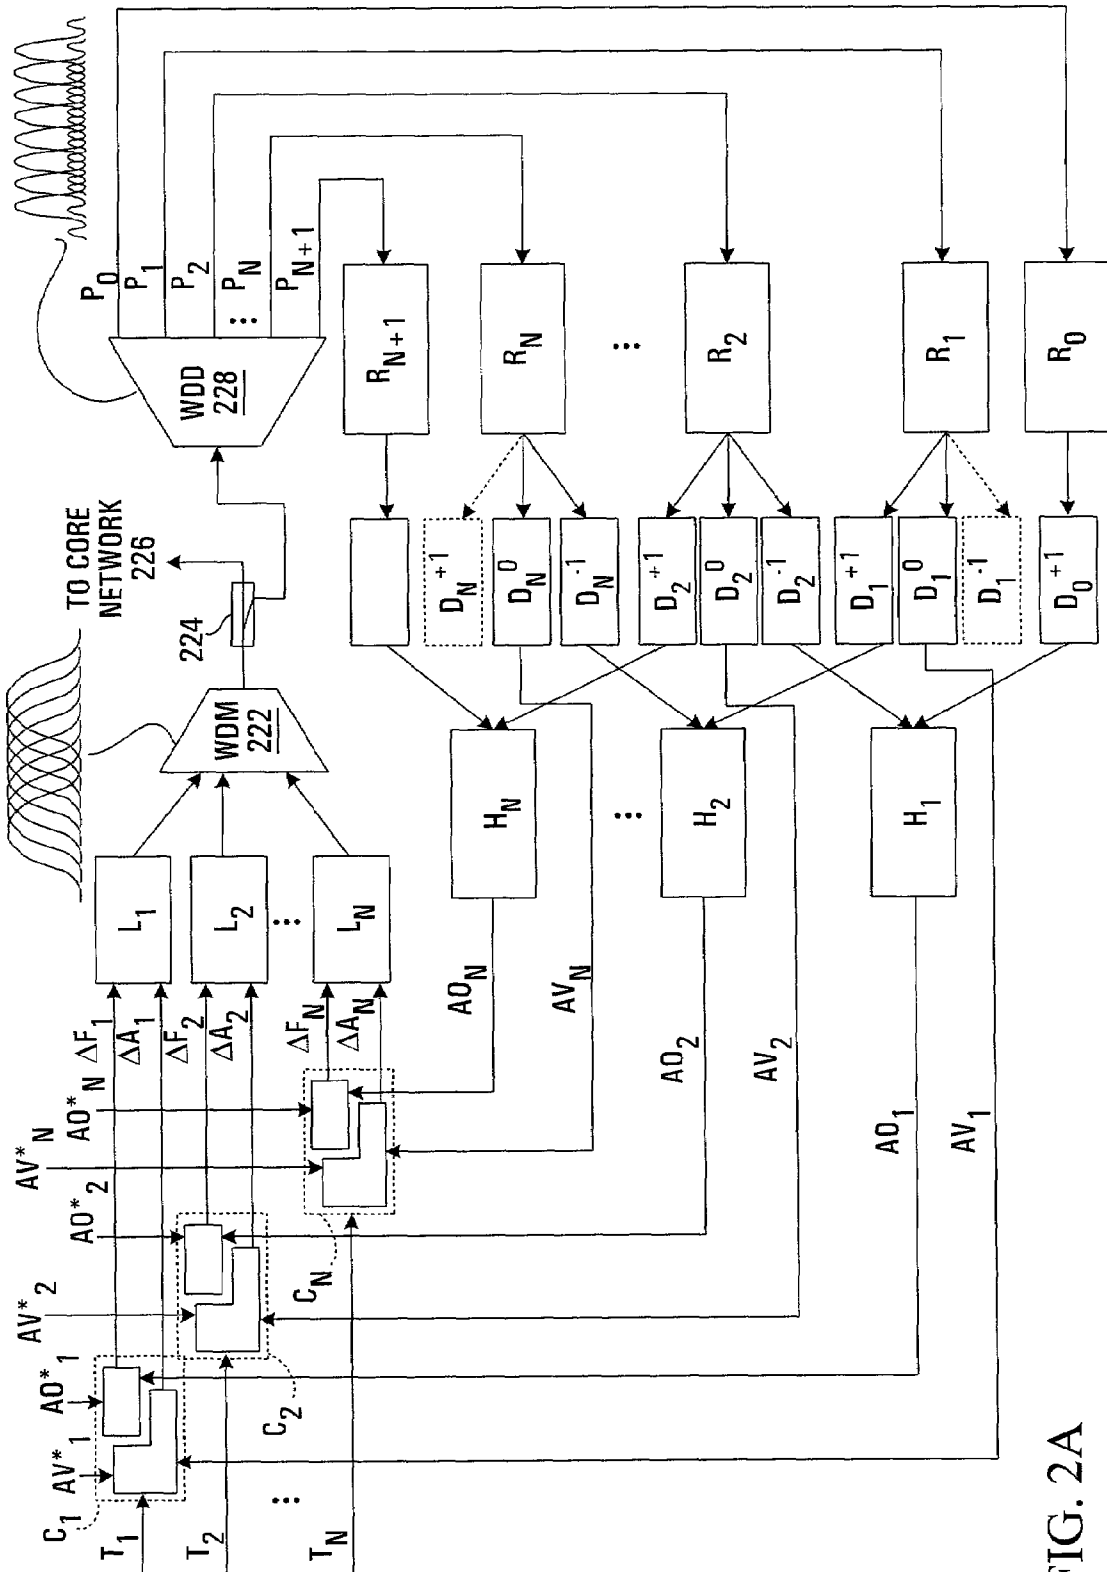 FIG. 2A
T1
T2
⋮
TN
C1
C2
CN
AV*1
AO*1
AV*2
AO*2
AV*N
AO*N
ΔF1
ΔA1
ΔF2
ΔA2
ΔFN
ΔAN
L1
L2
⋮
LN
WDM
222
224
TO CORE
NETWORK
226
WDD
228
P0
P1
P2
⋮
PN
PN+1
RN+1
RN
⋮
R2
R1
R0
DN+1
DN0
DN-1
D2+1
D20
D2-1
D1+1
D10
D1-1
D0+1
HN
⋮
H2
H1
AON
AVN
AO2
AV2
AO1
AV1